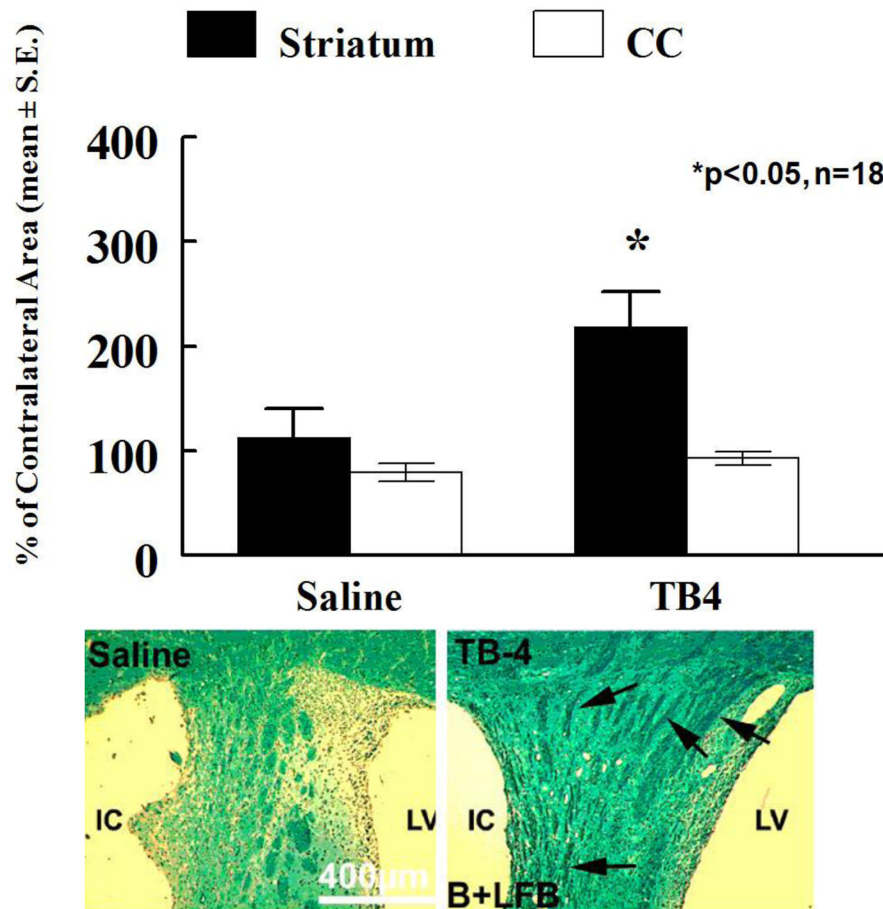 Striatum CC
% of Contralateral Area (mean ± S.E.)
400
*p<0.05, n=18
300
*
200
100
0
Saline TB4
Saline
TB-4
IC
LV
IC
LV
400µm
B+LFB